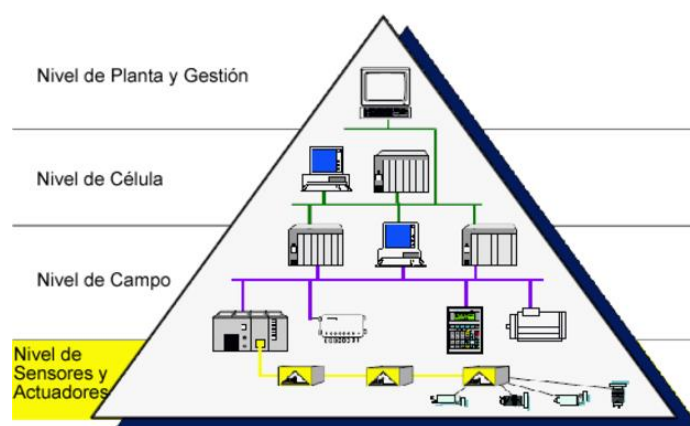 Nivel de Planta y Gestión
Nivel de Célula
Nivel de Campo
Nivel de
Sensores y
Actuadores